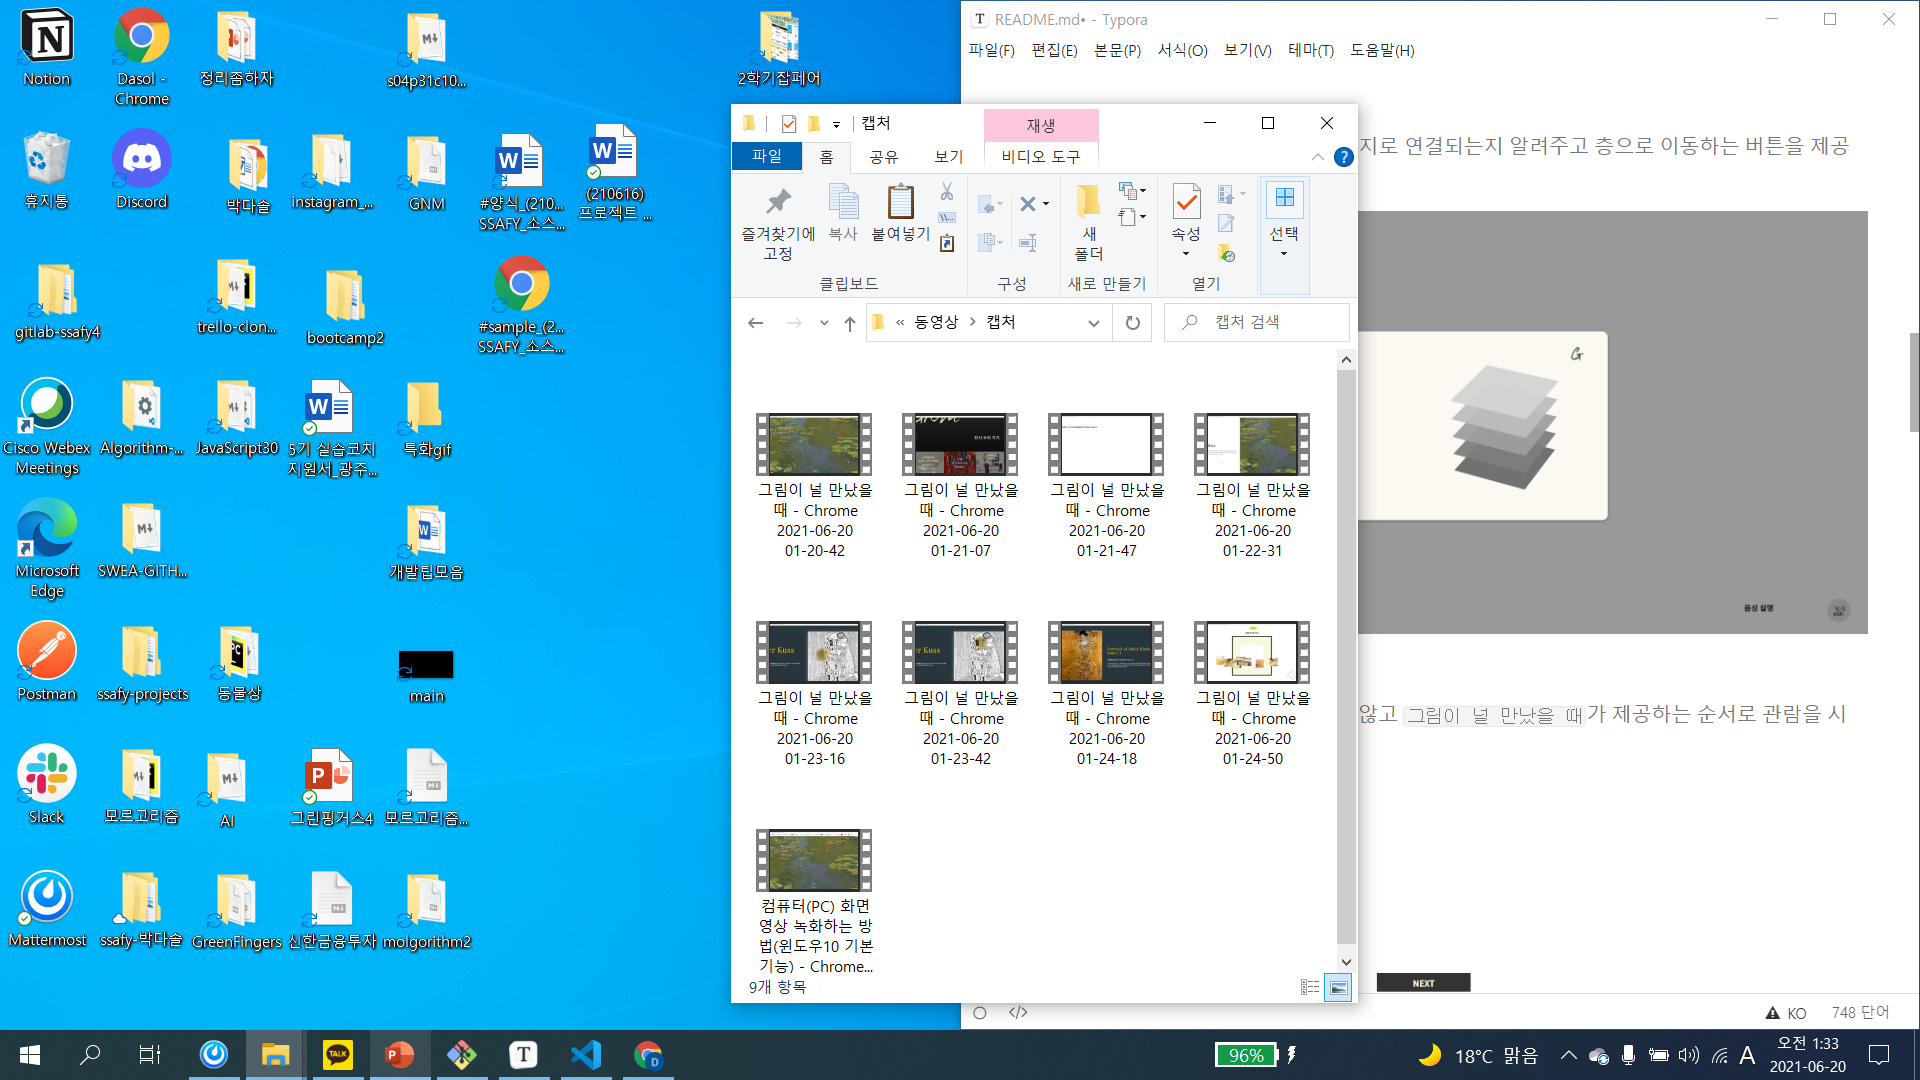 Notion
Dasol -
Chrome
정리좀하자
s04p31c10...
2학기잡페어
휴지통
Discord
박다솔
instagram_...
GNM
#양식_(210...
SSAFY_소스...
(210616)
프로젝트 ...
gitlab-ssafy4
trello-clon...
bootcamp2
#sample_(2...
SSAFY_소스...
Cisco Webex
Meetings
Algorithm-...
JavaScript30
5기 실습코치
지원서_광주...
특화gif
Microsoft
Edge
SWEA-GITH...
개발팁모음
Postman
ssafy-projects
동물상
main
Slack
모르고리즘
AI
그린핑거스4
모르고리즘...
Mattermost
ssafy-박다솔
GreenFingers
신한금융투자
molgorithm2
README.md• - Typora
파일(F) 편집(E) 본문(P) 서식(O) 보기(V) 테마(T) 도움말(H)
지로 연결되는지 알려주고 층으로 이동하는 버튼을 제공
음성 설명
않고 그림이 널 만났을 때가 제공하는 순서로 관람을 시
NEXT
KO
748 단어
캡처
재생
파일 홈 공유 보기 비디오 도구
즐겨찾기에
고정
복사
붙여넣기
새
폴더
속성
선택
클립보드 구성 새로 만들기 열기
« 동영상 > 캡처
캡처 검색
그림이 널 만났을
때 - Chrome
2021-06-20
01-20-42
그림이 널 만났을
때 - Chrome
2021-06-20
01-21-07
그림이 널 만났을
때 - Chrome
2021-06-20
01-21-47
그림이 널 만났을
때 - Chrome
2021-06-20
01-22-31
그림이 널 만났을
때 - Chrome
2021-06-20
01-23-16
그림이 널 만났을
때 - Chrome
2021-06-20
01-23-42
그림이 널 만났을
때 - Chrome
2021-06-20
01-24-18
그림이 널 만났을
때 - Chrome
2021-06-20
01-24-50
컴퓨터(PC) 화면
영상 녹화하는 방
법(윈도우10 기본
기능) - Chrome...
9개 항목
96%
18°C 맑음
A
오전 1:33
2021-06-20